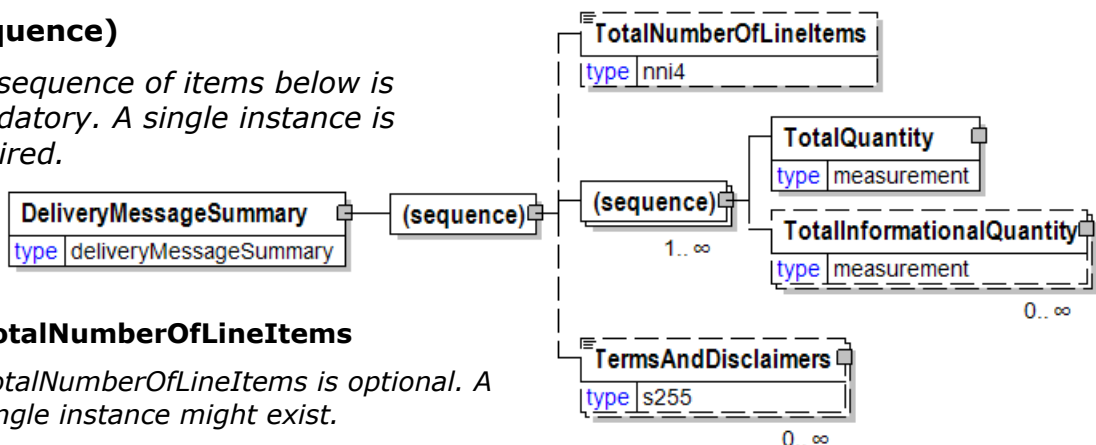 quence)
sequence of items below is
datory. A single instance is
ired.
DeliveryMessageSummary
type deliveryMessageSummary
(sequence)
TotalNumberOfLineItems
type nni4
(sequence)
1.. ∞
TotalQuantity
type measurement
TotalInformationalQuantity
type measurement
0.. ∞
TermsAndDisclaimers
type s255
0.. ∞
otalNumberOfLineItems
otalNumberOfLineItems is optional. A
ngle instance might exist.